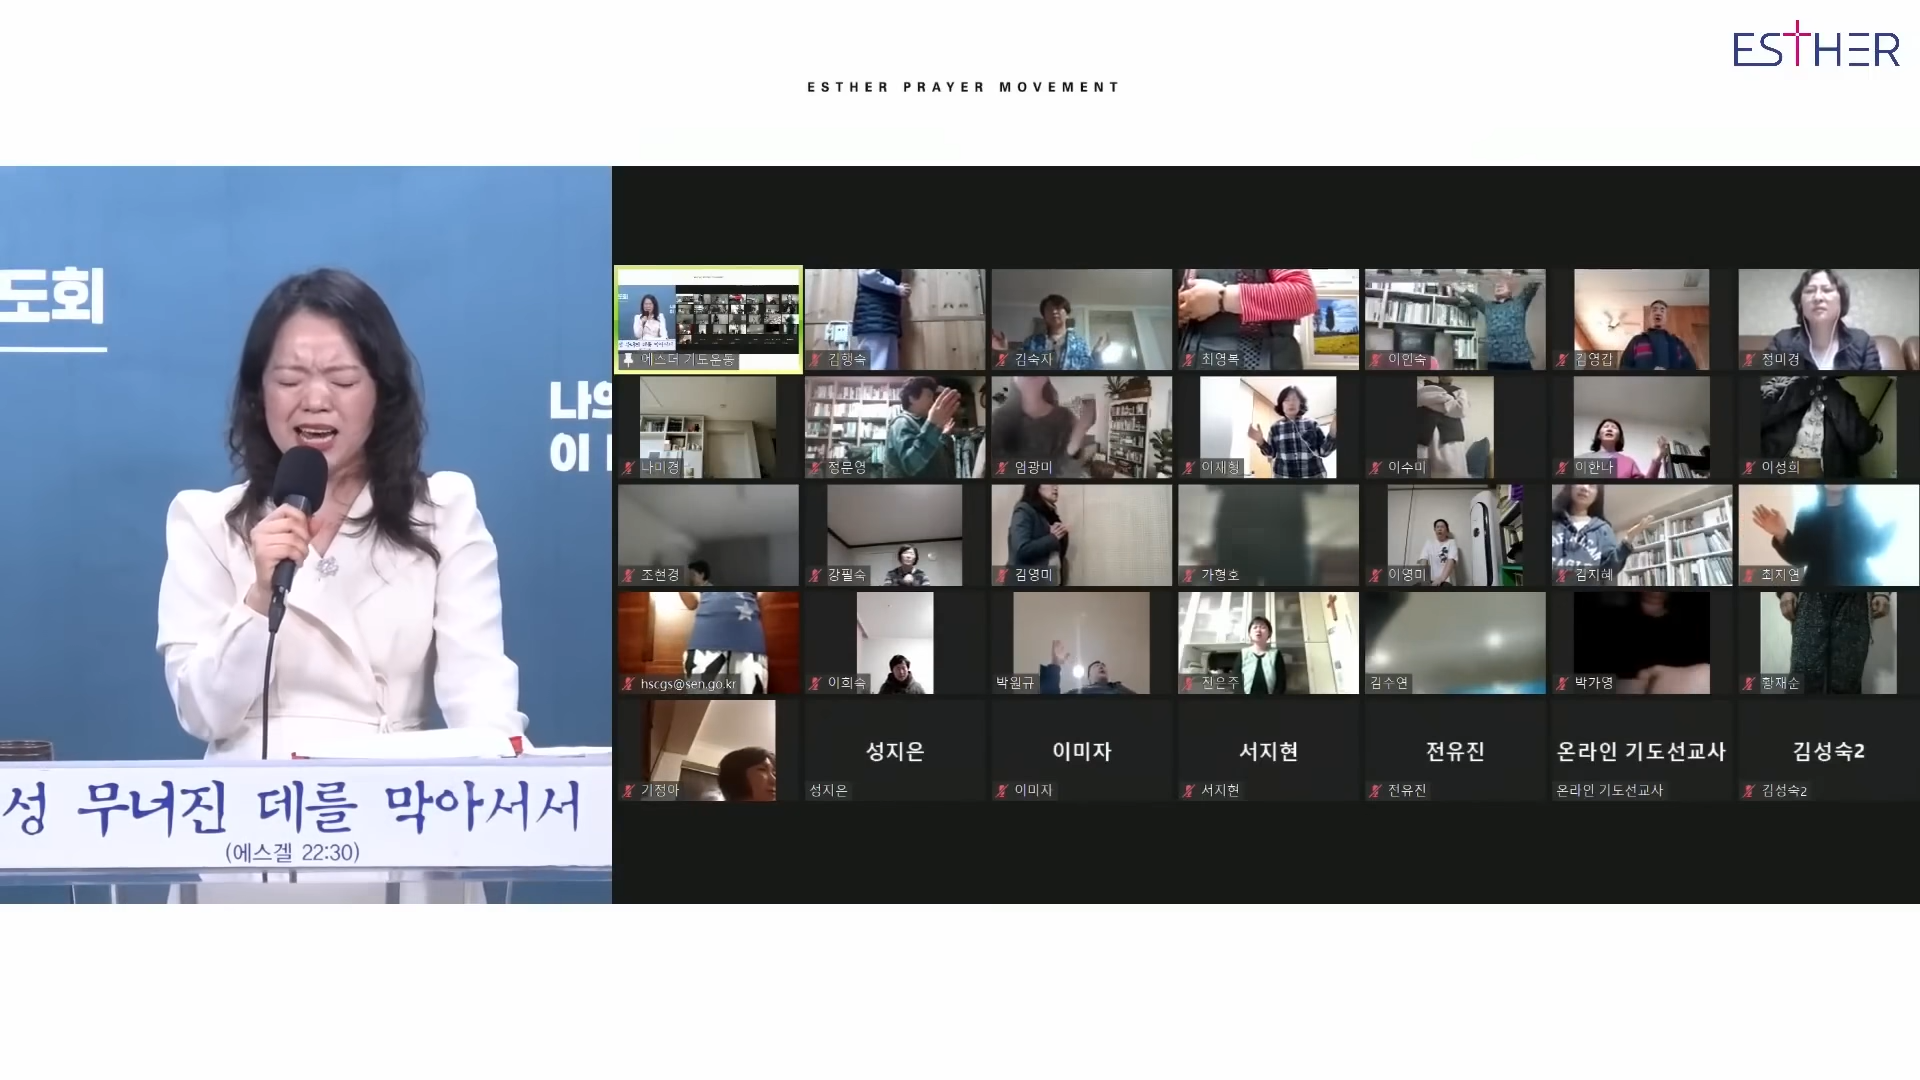 ESTHER
ESTHER PRAYER MOVEMENT
도회
나의
이
성 무너진 데를 막아서서
(에스겔 22:30)
에스더 기도운동
김행숙
김숙자
최영복
이인숙
김영갑
정미경
나미경
정문영
엄광미
이재형
이수미
이한나
이성희
조현경
강필숙
김영미
가형호
이영미
김지혜
최지연
hscgs@sen.go.kr
이희숙
박원규
전은주
김수연
박가영
황재순
기정아
성지은
성지은
이미자
이미자
서지현
서지현
전유진
전유진
온라인 기도선교사
온라인 기도선교사
김성숙2
김성숙2